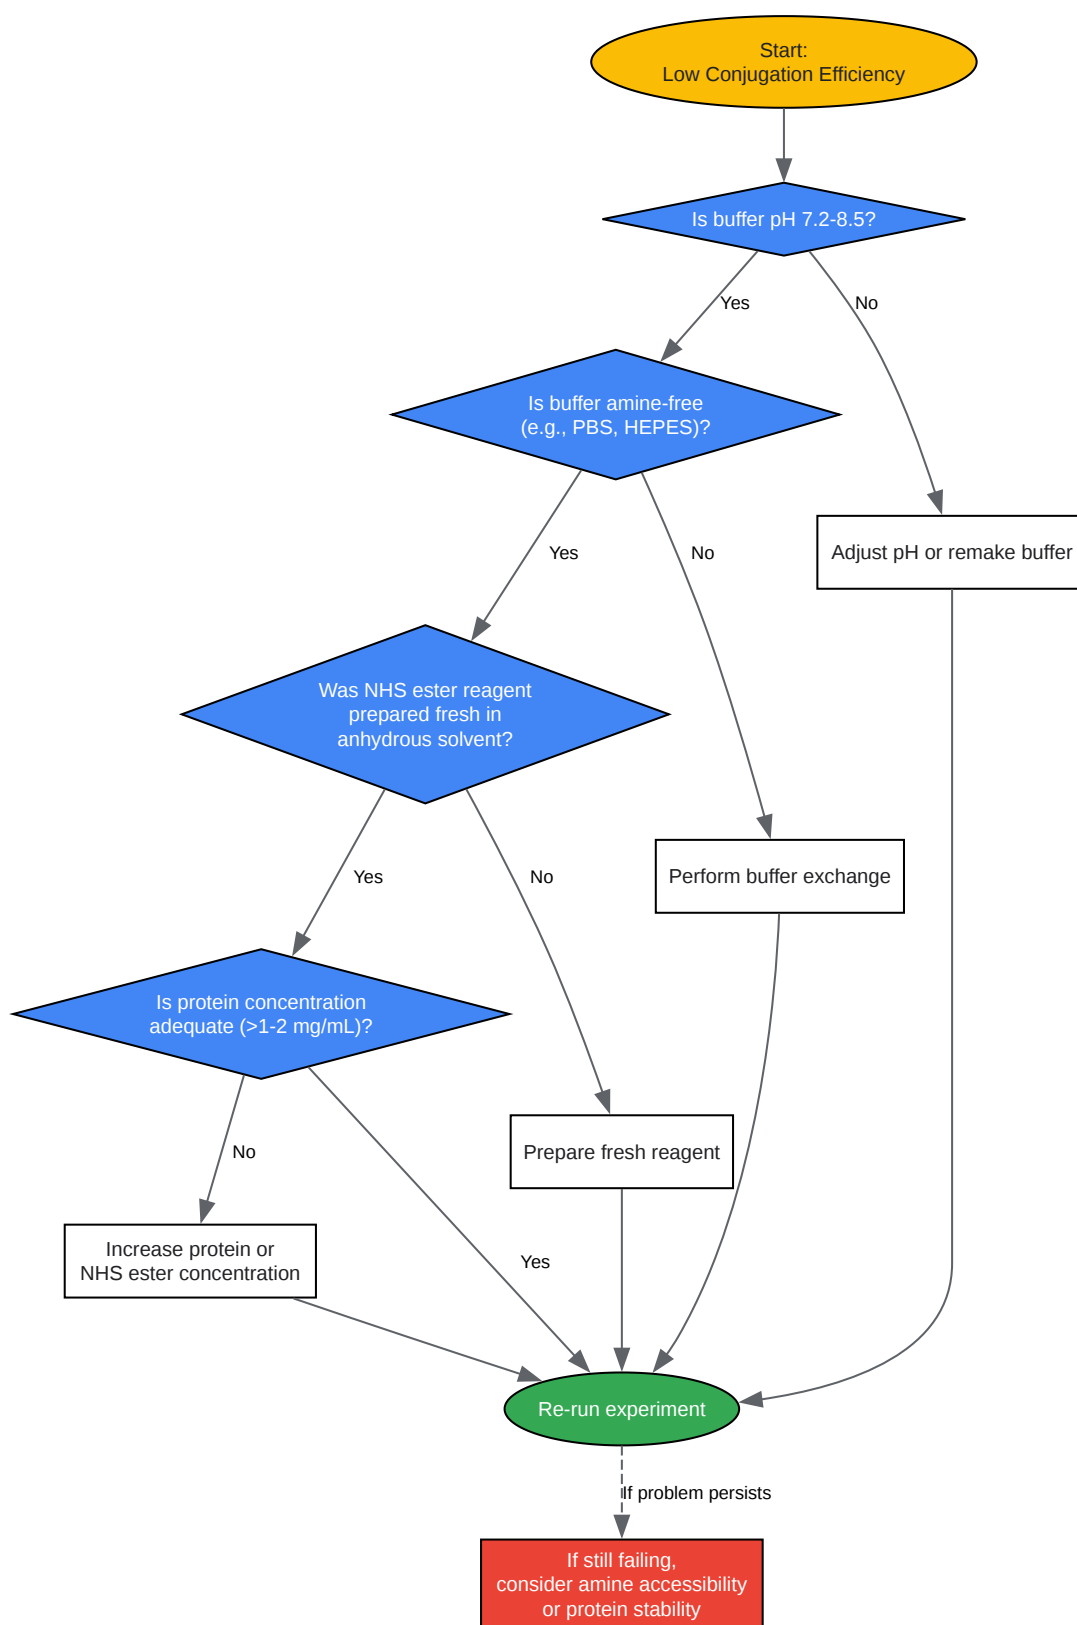 Start:
Low Conjugation Efficiency
Is buffer pH 7.2-8.5?
Yes
No
Is buffer amine-free
(e.g., PBS, HEPES)?
Yes
No
Adjust pH or remake buffer
Was NHS ester reagent
prepared fresh in
anhydrous solvent?
Yes
No
Perform buffer exchange
Is protein concentration
adequate (>1-2 mg/mL)?
No
Yes
Prepare fresh reagent
Increase protein or
NHS ester concentration
Re-run experiment
If problem persists
If still failing,
consider amine accessibility
or protein stability